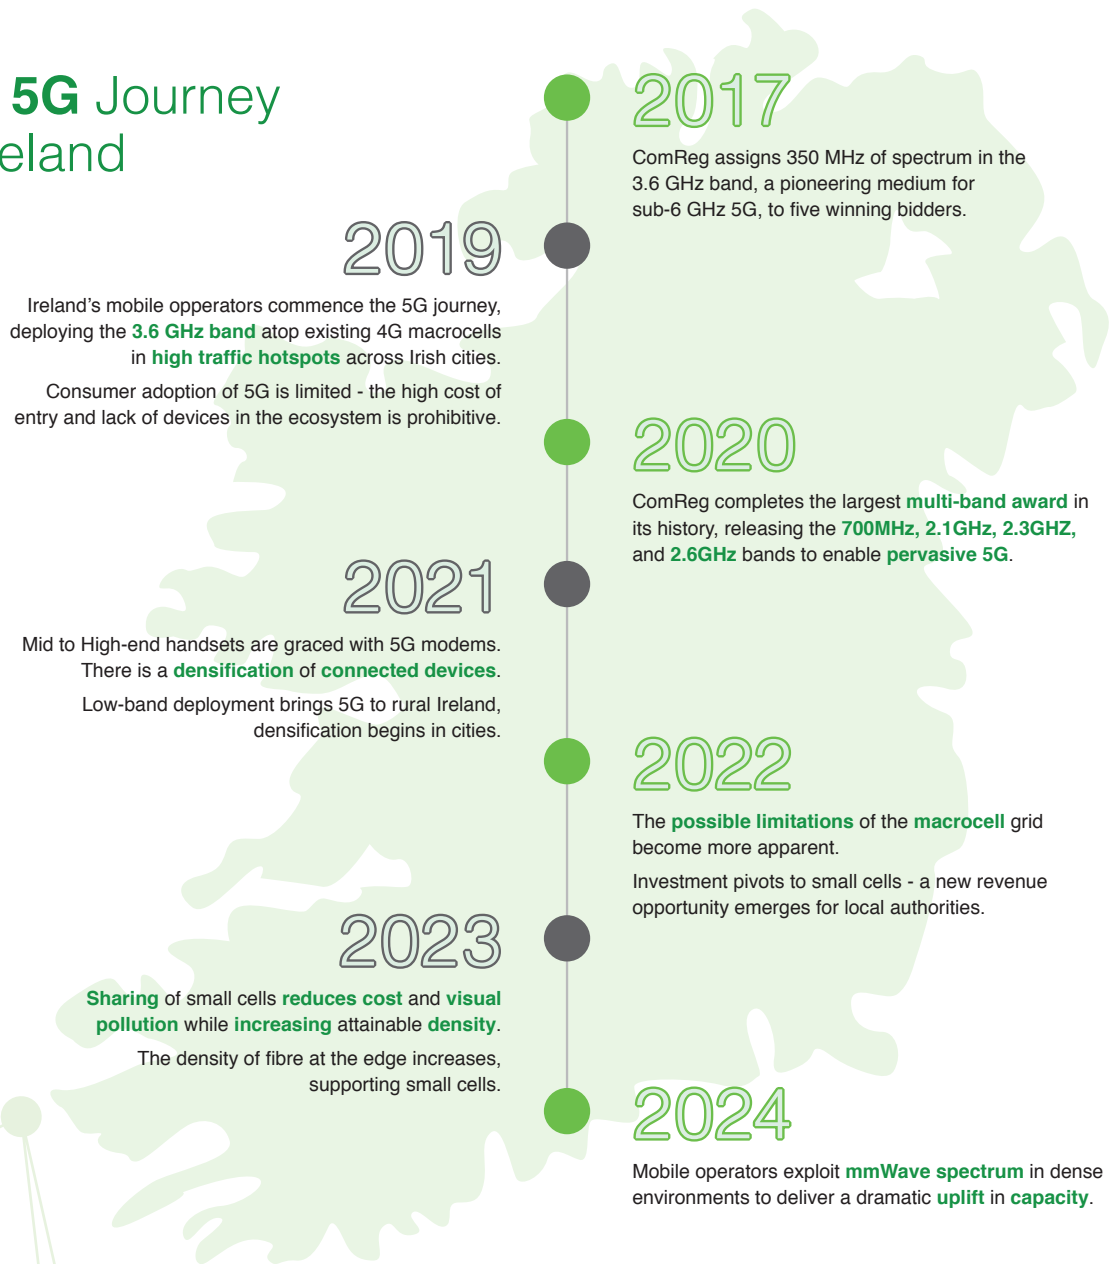 5G Journey
eland
2017
ComReg assigns 350 MHz of spectrum in the
3.6 GHz band, a pioneering medium for
sub-6 GHz 5G, to five winning bidders.
2019
Ireland’s mobile opperators commence the 5G journey,
deploying the 3.6 GHz band atop existing 4G macrocells
in high traffic hotspots across Irish cities.
Consumer adoption of 5G is limited - the high cost of
entry and lack of devices in the ecosystem is prohibitive.
2020
ComReg completes the largest multi-band award in
its history, releasing the 700MHz, 2.1GHz, 2.3GHZ,
and 2.6GHz bands to enable pervasive 5G.
2021
Mid to High-end handsets are graced with 5G modems.
There is a densification of connected devices.
Low-band deployment brings 5G to rural Ireland,
densification begins in cities.
2022
The possible limitations of the macrocell grid
become more apparent.
Investment pivots to small cells - a new revenue
opportunity emerges for local authorities.
2023
Sharing of small cells reduces cost and visual
pollution while increasing attainable density.
The density of fibre at the edge increases,
supporting small cells.
2024
Mobile operators exploit mmWave spectrum in dense
environments to deliver a dramatic uplift in capacity.